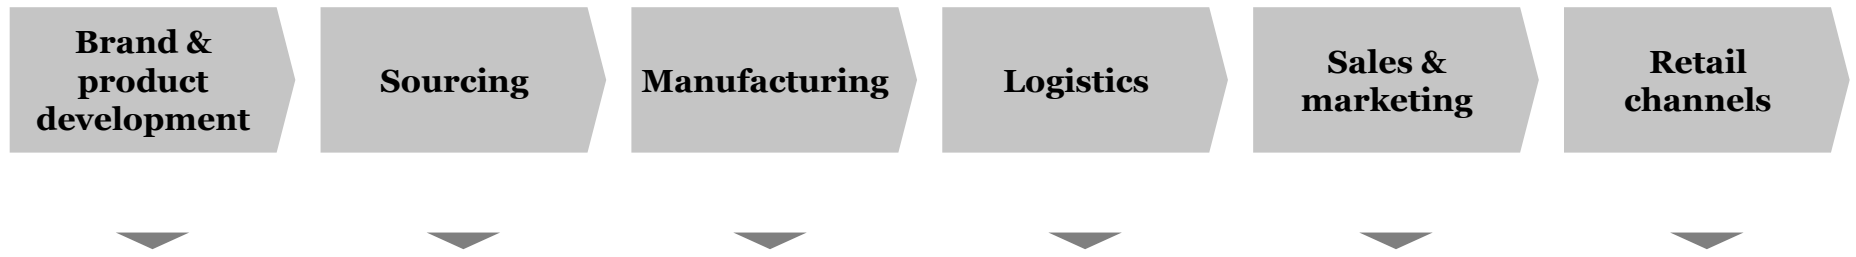 Brand &
product
development
Sourcing
Manufacturing
Logistics
Sales &
marketing
Retail
channels